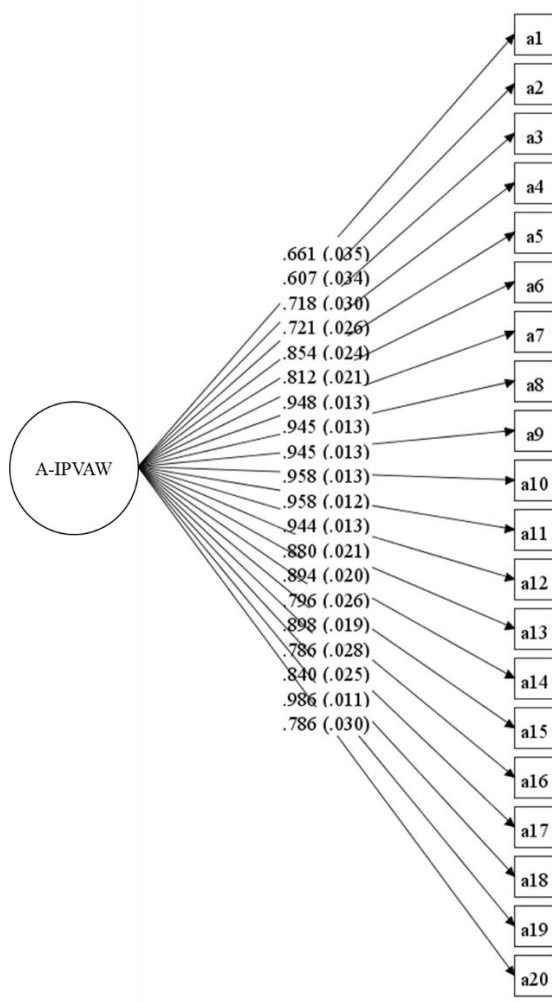 a1
a2
a3
a4
a5
a6
a7
a8
a9
a10
a11
a12
a13
a14
a15
a16
a17
a18
a19
a20
.661 (.035)
.607 (.034)
.718 (.030)
.721 (.026)
.854 (.024)
.812 (.021)
.948 (.013)
.945 (.013)
.945 (.013)
.958 (.013)
.958 (.012)
.944 (.013)
.880 (.021)
.894 (.020)
.796 (.026)
.898 (.019)
.786 (.028)
.840 (.025)
.986 (.011)
.786 (.030)
A-IPVAW